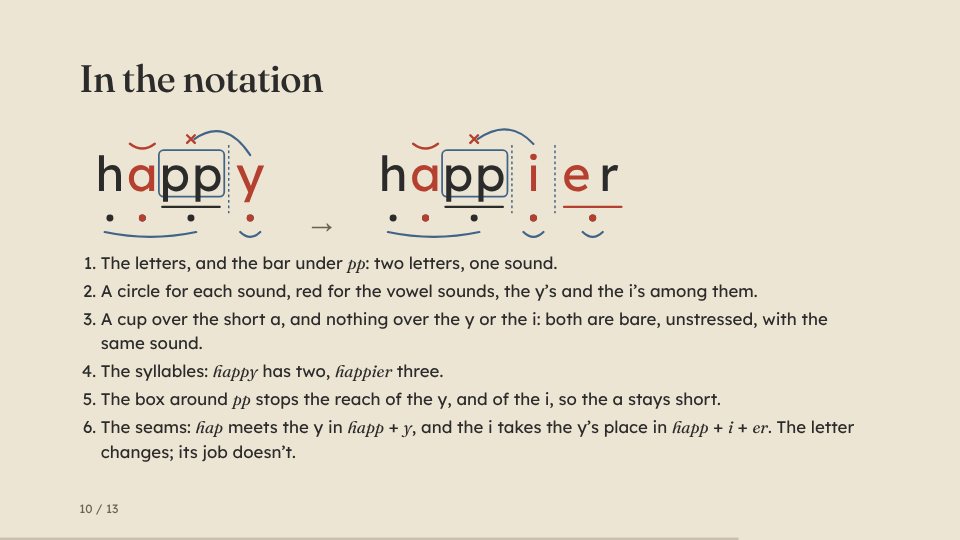 In the notation
happy → happier
1. The letters, and the bar under pp: two letters, one sound.
2. A circle for each sound, red for the vowel sounds, the y’s and the i’s among them.
3. A cup over the short a, and nothing over the y or the i: both are bare, unstressed, with the
same sound.
4. The syllables: happy has two, happier three.
5. The box around pp stops the reach of the y, and of the i, so the a stays short.
6. The seams: hap meets the y in happ + y, and the i takes the y’s place in happ + i + er. The letter
changes; its job doesn’t.
10 / 13